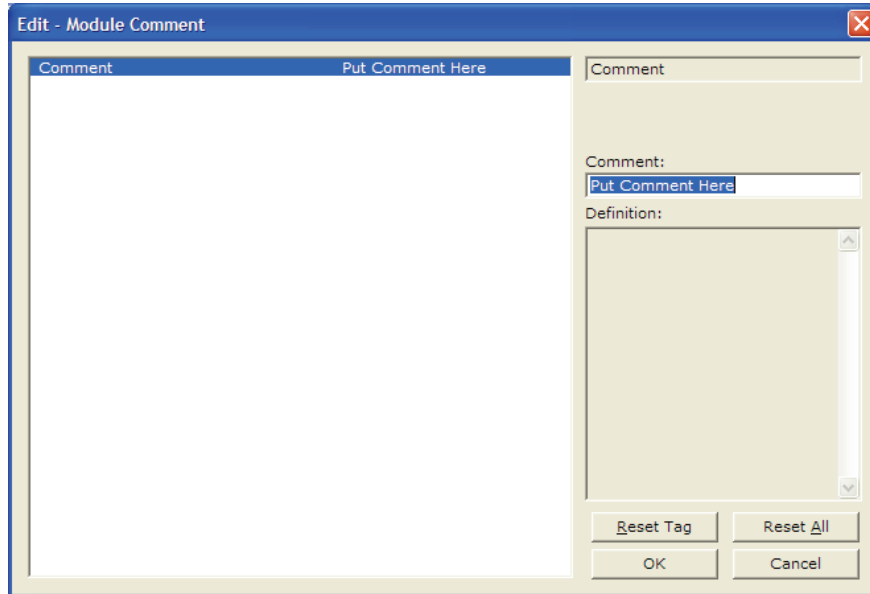 Edit - Module Comment
Comment Put Comment Here
Comment
Comment:
Put Comment Here
Definition:
Reset Tag Reset All
OK Cancel